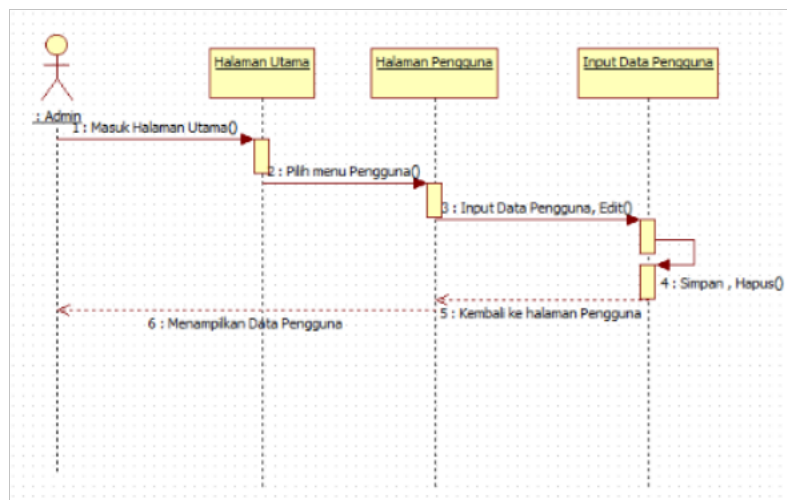 Halaman Utama
Halaman Pengguna
Input Data Pengguna
: Admin
1 : Masuk Halaman Utama()
2 : Pilih menu Pengguna()
3 : Input Data Pengguna, Edit()
4 : Simpan , Hapus()
5 : Kembali ke halaman Pengguna
6 : Menampilkan Data Pengguna